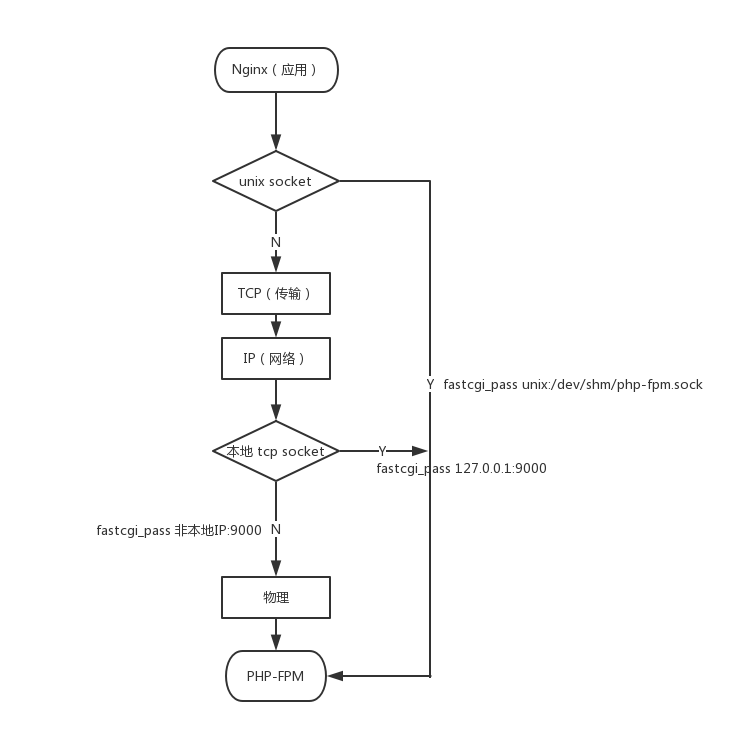 Nginx（应用）
unix socket
N
TCP（传输）
IP（网络）
Y fastcgi_pass unix:/dev/shm/php-fpm.sock
本地 tcp socket
Y
fastcgi_pass 127.0.0.1:9000
fastcgi_pass 非本地IP:9000
N
物理
PHP-FPM